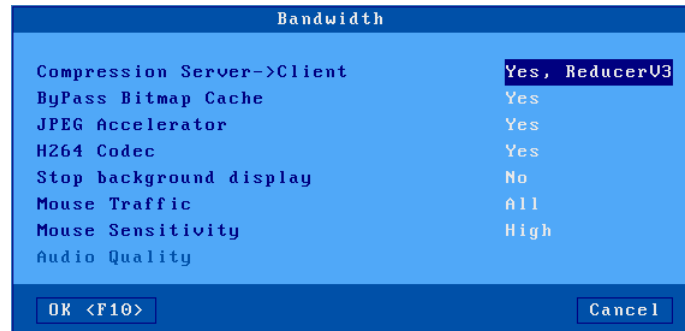 Bandwidth
Compression Server->Client Yes, ReducerV3
ByPass Bitmap Cache Yes
JPEG Accelerator Yes
H264 Codec Yes
Stop background display No
Mouse Traffic All
Mouse Sensitivity High
Audio Quality
OK <F10> Cancel